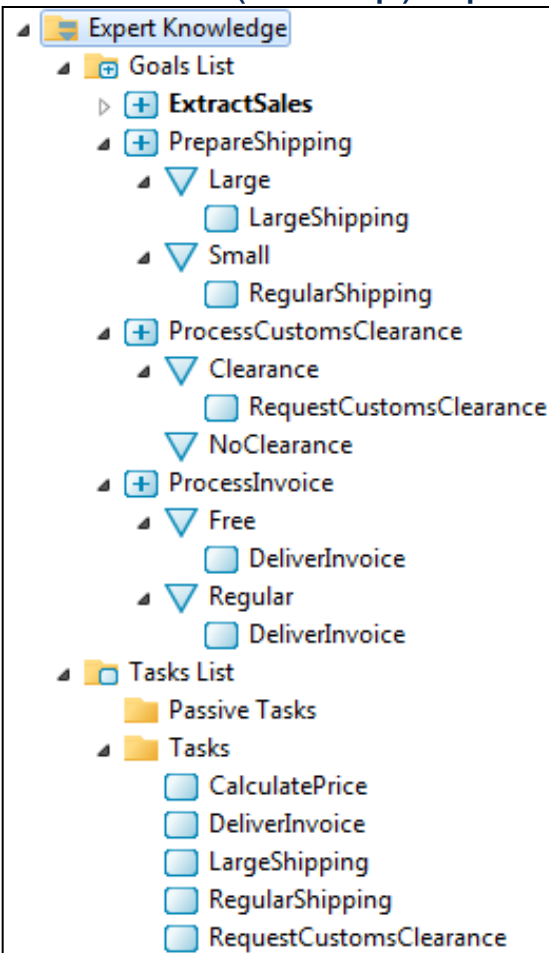 Expert Knowledge
Goals List
ExtractSales
PrepareShipping
Large
LargeShipping
Small
RegularShipping
ProcessCustomsClearance
Clearance
RequestCustomsClearance
NoClearance
ProcessInvoice
Free
DeliverInvoice
Regular
DeliverInvoice
Tasks List
Passive Tasks
Tasks
CalculatePrice
DeliverInvoice
LargeShipping
RegularShipping
RequestCustomsClearance